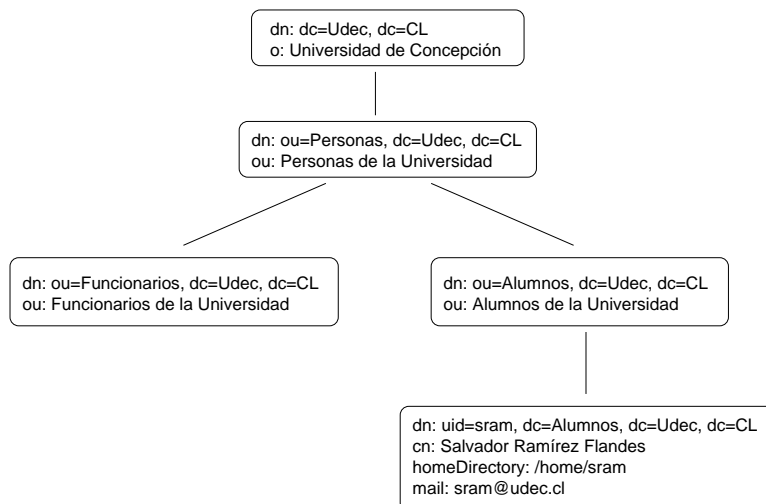 dn: dc=Udec, dc=CL
o: Universidad de Concepción
dn: ou=Personas, dc=Udec, dc=CL
ou: Personas de la Universidad
dn: ou=Funcionarios, dc=Udec, dc=CL
ou: Funcionarios de la Universidad
dn: ou=Alumnos, dc=Udec, dc=CL
ou: Alumnos de la Universidad
dn: uid=sram, dc=Alumnos, dc=Udec, dc=CL
cn: Salvador Ramírez Flandes
homeDirectory: /home/sram
mail: sram@udec.cl